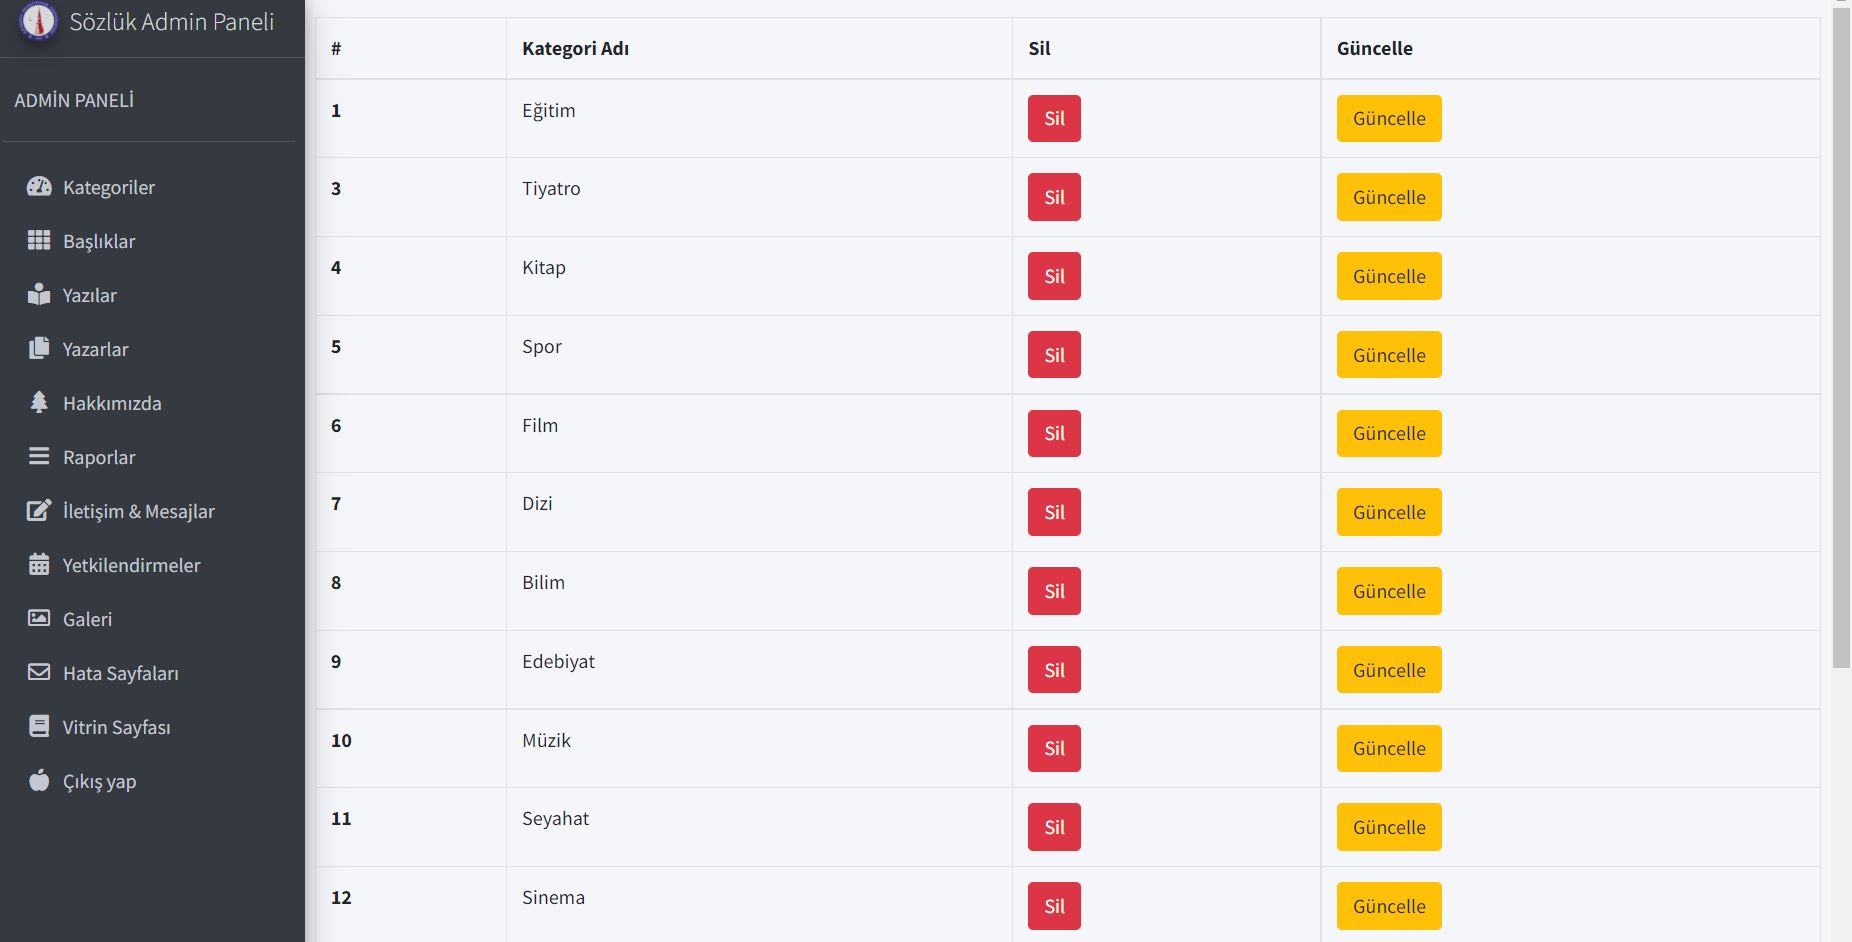 Sözlük Admin Paneli
ADMİN PANELİ
Kategoriler
Başlıklar
Yazılar
Yazarlar
Hakkımızda
Raporlar
İletişim & Mesajlar
Yetkilendirmeler
Galeri
Hata Sayfaları
Vitrin Sayfası
Çıkış yap
# Kategori Adı Sil Güncelle
1 Eğitim Sil Güncelle
3 Tiyatro Sil Güncelle
4 Kitap Sil Güncelle
5 Spor Sil Güncelle
6 Film Sil Güncelle
7 Dizi Sil Güncelle
8 Bilim Sil Güncelle
9 Edebiyat Sil Güncelle
10 Müzik Sil Güncelle
11 Seyahat Sil Güncelle
12 Sinema Sil Güncelle